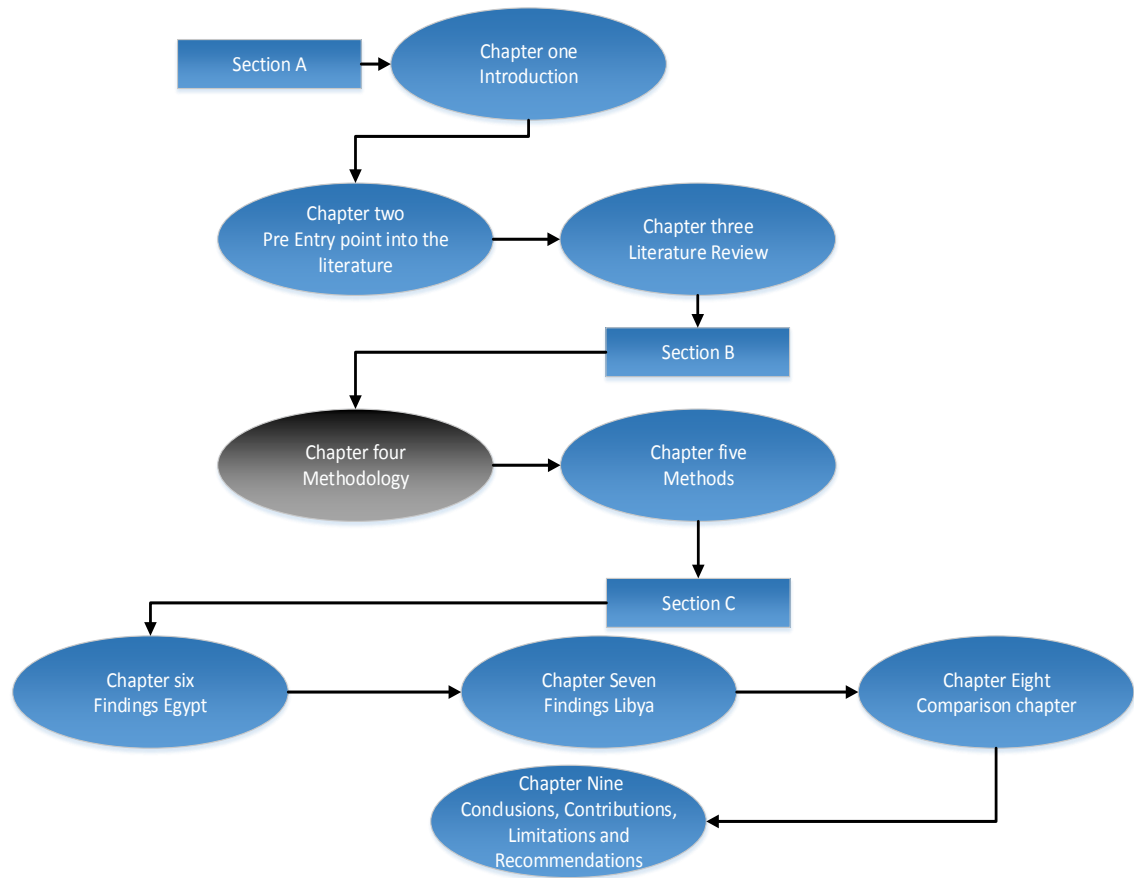 Section A
Chapter one
Introduction
Chapter two
Pre Entry point into the
literature
Chapter three
Literature Review
Section B
Chapter four
Methodology
Chapter five
Methods
Section C
Chapter six
Findings Egypt
Chapter Seven
Findings Libya
Chapter Eight
Comparison chapter
Chapter Nine
Conclusions, Contributions,
Limitations and
Recommendations